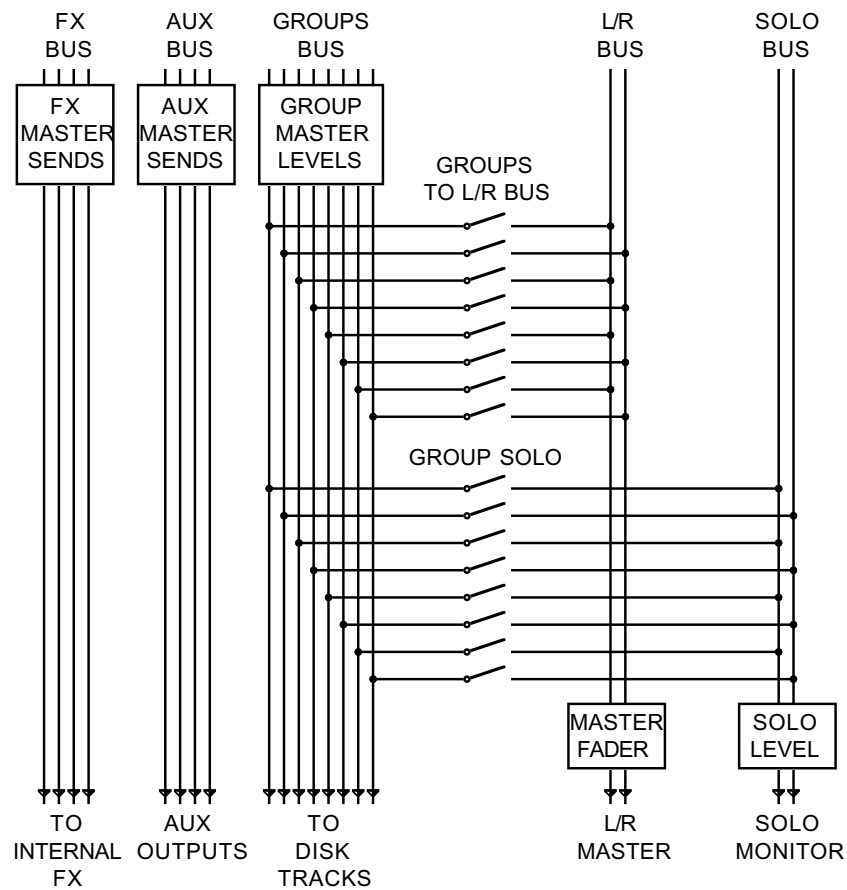 FX
BUS
AUX
BUS
GROUPS
BUS
L/R
BUS
SOLO
BUS
FX
MASTER
SENDS
AUX
MASTER
SENDS
GROUP
MASTER
LEVELS
GROUPS
TO L/R BUS
GROUP SOLO
MASTER
FADER
SOLO
LEVEL
TO
INTERNAL
FX
AUX
OUTPUTS
TO
DISK
TRACKS
L/R
MASTER
SOLO
MONITOR